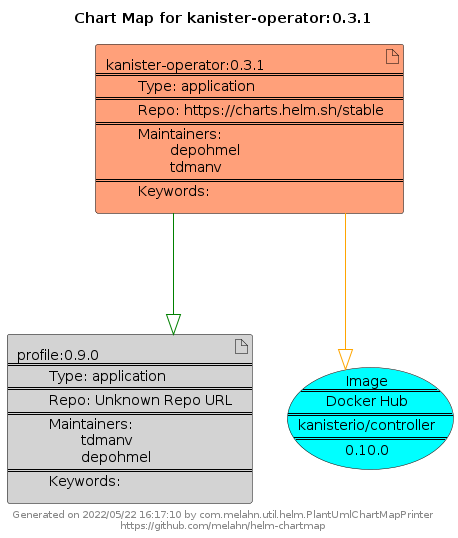 Chart Map for kanister-operator:0.3.1
kanister-operator:0.3.1
Type: application
Repo: https://charts.helm.sh/stable
Maintainers:
depohmel
tdmanv
Keywords:
profile:0.9.0
Type: application
Repo: Unknown Repo URL
Maintainers:
tdmanv
depohmel
Keywords:
Image
Docker Hub
kanisterio/controller
0.10.0
Generated on 2022/05/22 16:17:10 by com.melahn.util.helm.PlantUmlChartMapPrinter
https://github.com/melahn/helm-chartmap